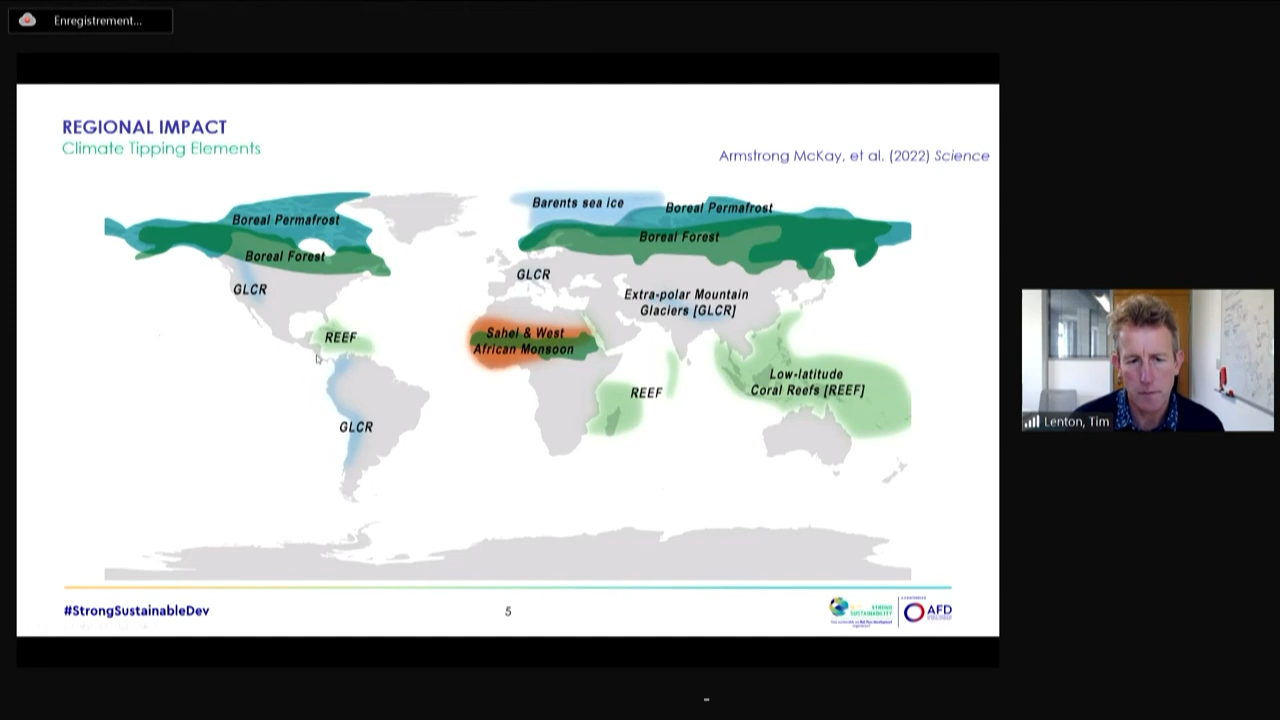 Enregistrement...
REGIONAL IMPACT
Climate Tipping Elements
Armstrong McKay, et al. (2022) Science
Barents sea ice
Boreal Permafrost
Boreal Permafrost
Boreal Forest
Boreal Forest
GLCR
GLCR
Extra-polar Mountain
Glaciers [GLCR]
REEF
Sahel & West
African Monsoon
Low-latitude
Coral Reefs [REEF]
REEF
GLCR
Lenton, Tim
#StrongSustainableDev
5
STRONG
SUSTAINABILITY
AFD